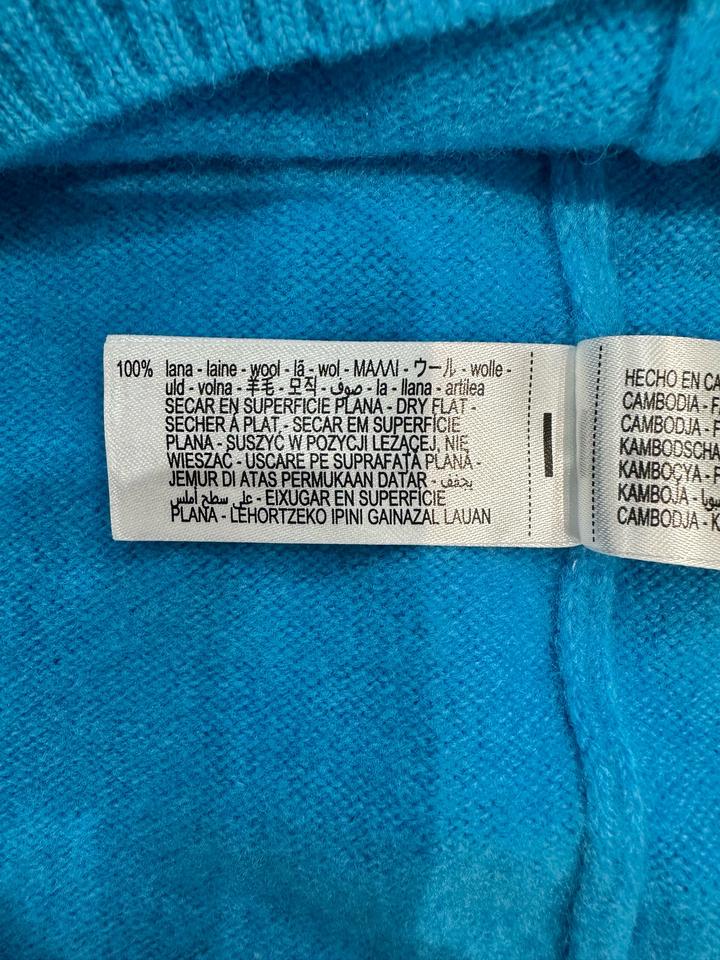 100% lana - laine - wool - lã - wol - ΜΑΛΛΙ - ウール - wolle -
uld - volna - 羊毛 - 모직 - صوف - la - llana - artilea
SECAR EN SUPERFICIE PLANA - DRY FLAT -
SECHER À PLAT - SECAR EM SUPERFÍCIE
PLANA - SUSZYĆ W POZYCJI LEŻĄCEJ, NIE
WIESZAĆ - USCARE PE SUPRAFAŢĂ PLANĂ -
JEMUR DI ATAS PERMUKAAN DATAR - يجفف
على سطح أملس - EIXUGAR EN SUPERFÍCIE
PLANA - LEHORTZEKO IPINI GAINAZAL LAUAN
HECHO EN CA
CAMBODIA - F
CAMBODJA - F
KAMBODSCHA
KAMBOÇYA - F
KAMBOJA -
CAMBODJA - K